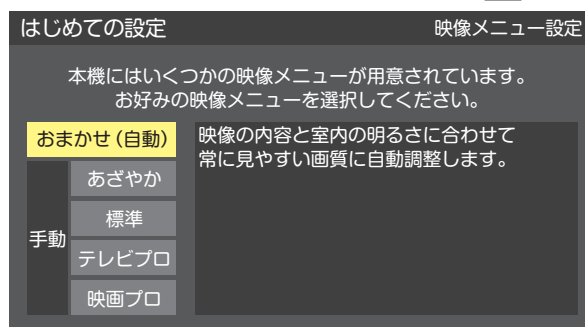 はじめての設定
映像メニュー設定
本機にはいくつかの映像メニューが用意されています。
お好みの映像メニューを選択してください。
おまかせ(自動)
映像の内容と室内の明るさに合わせて
常に見やすい画質に自動調整します。
手動
あざやか
標準
テレビプロ
映画プロ